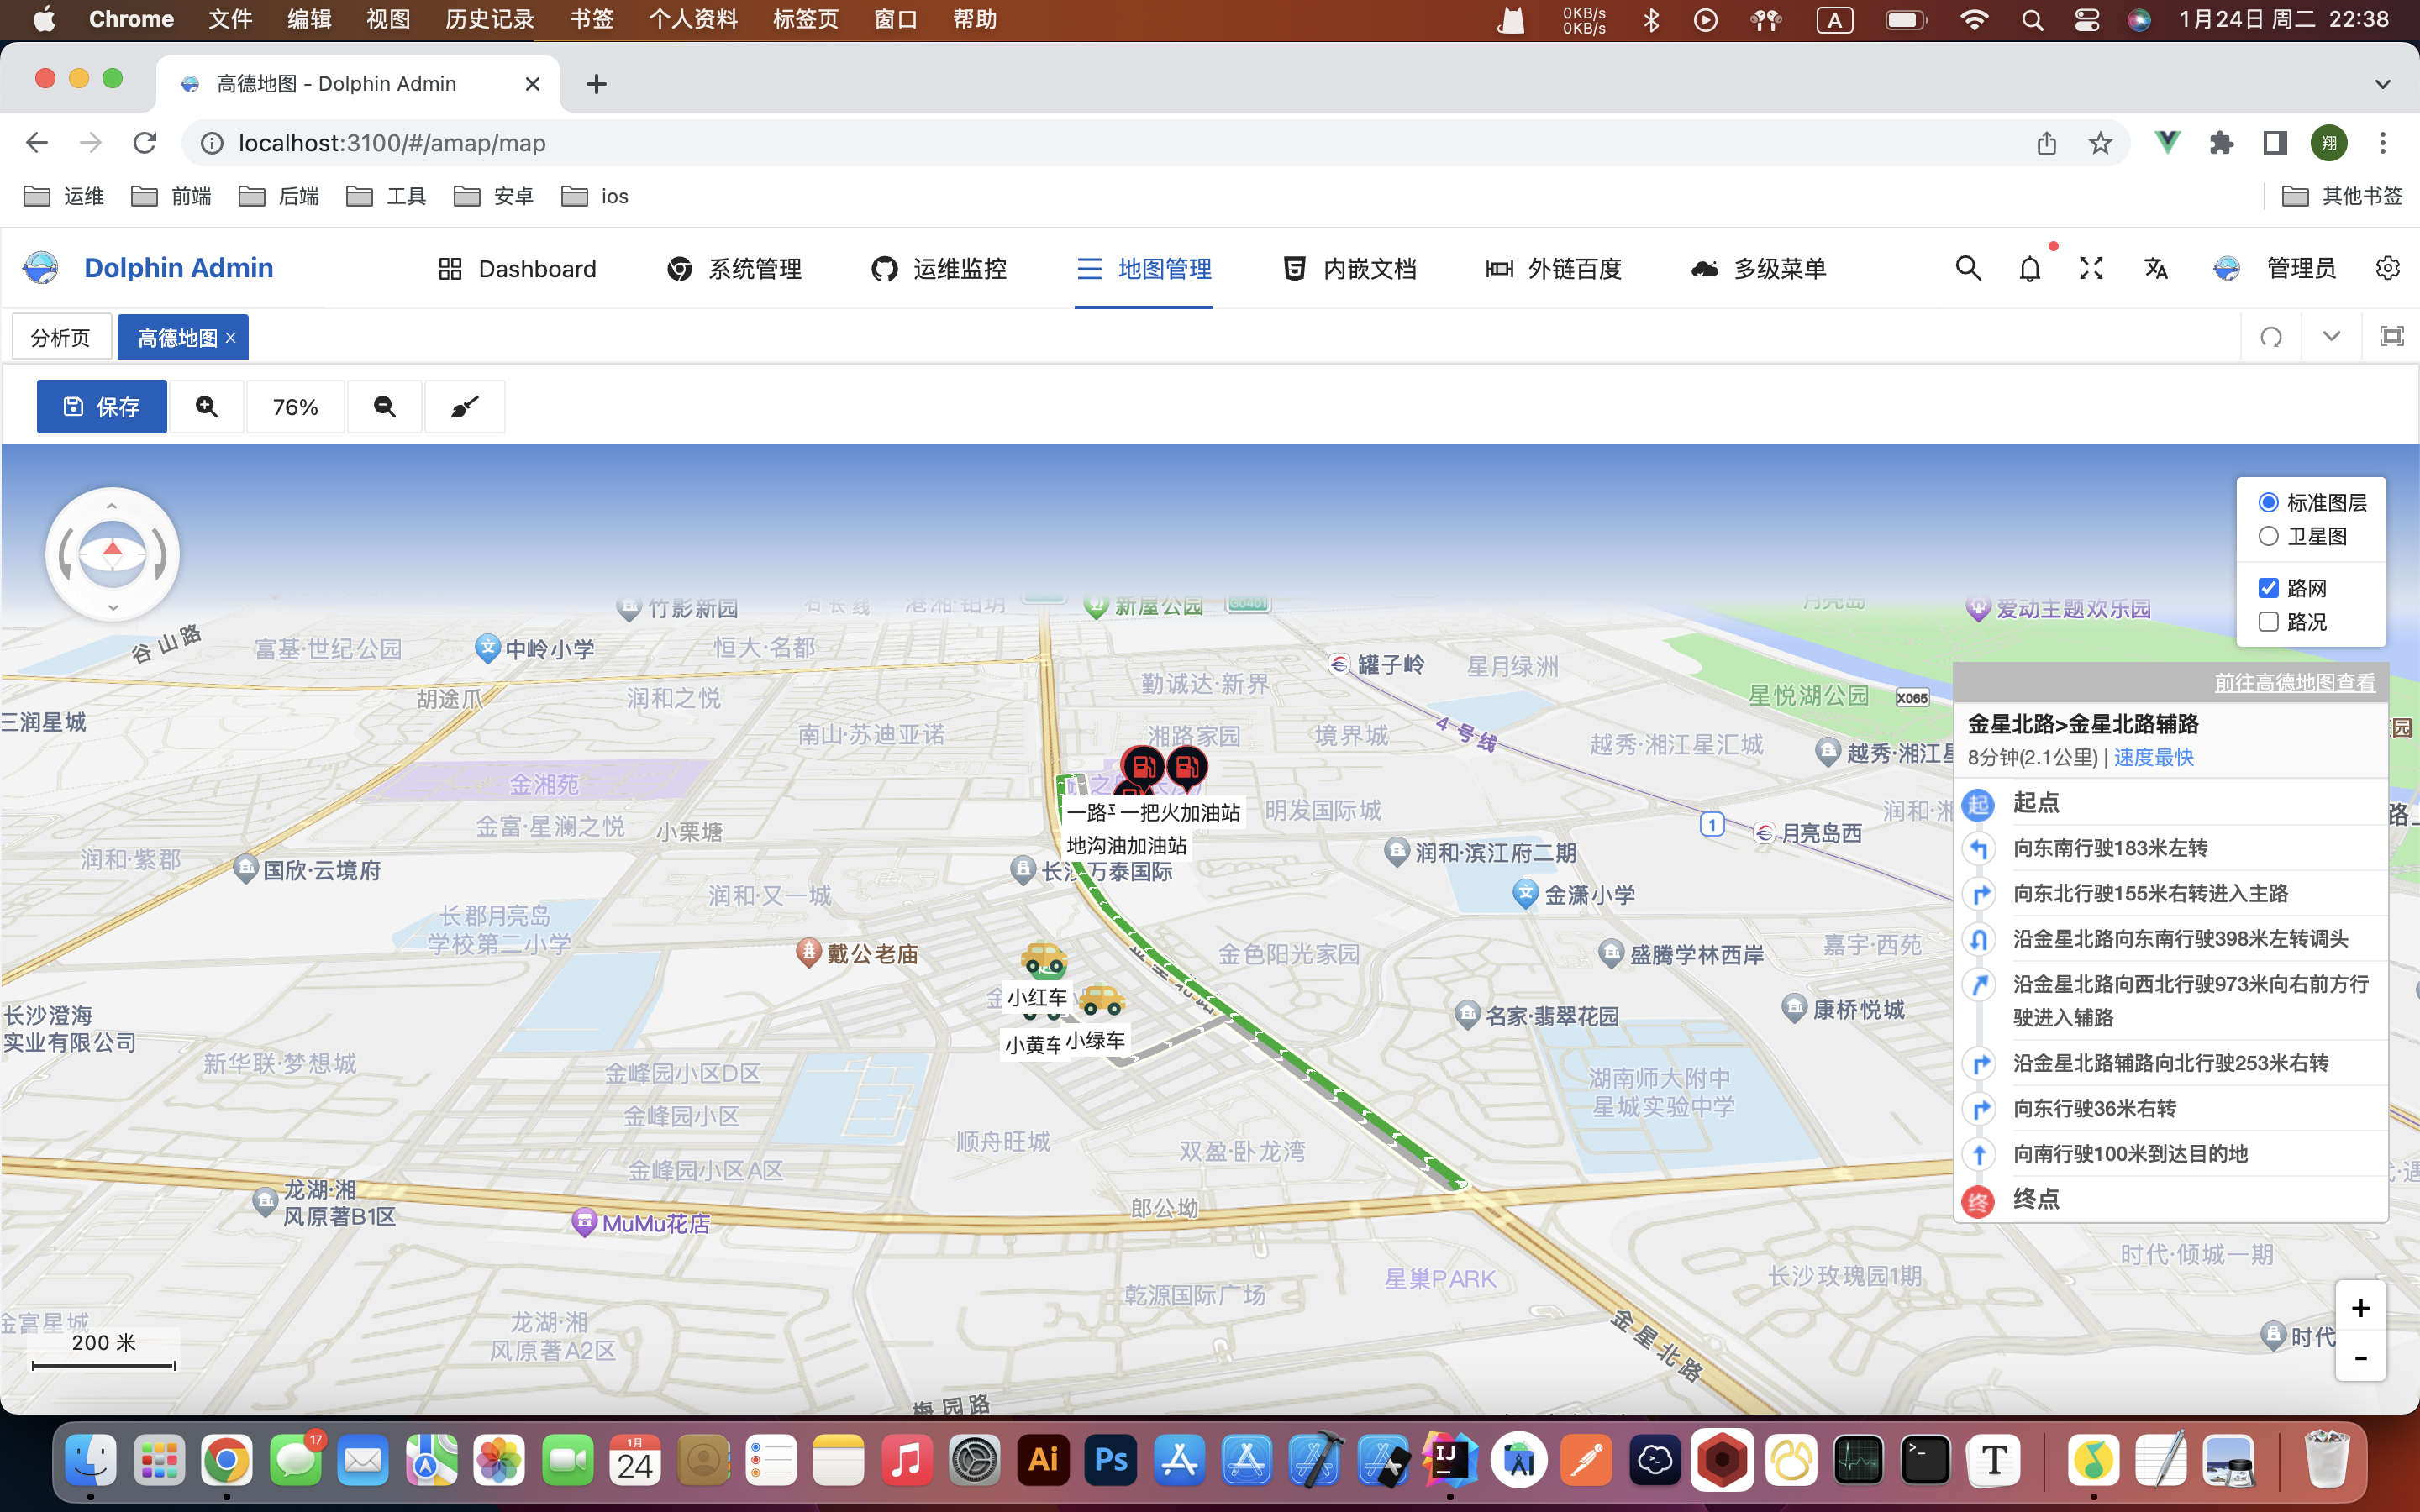 Chrome 文件 编辑 视图 历史记录 书签 个人资料 标签页 窗口 帮助 0KB/s 0KB/s A 1月24日 周二 22:38
高德地图 - Dolphin Admin
localhost:3100/#/amap/map 翔
运维 前端 后端 工具 安卓 ios 其他书签
Dolphin Admin Dashboard 系统管理 运维监控 地图管理 内嵌文档 外链百度 多级菜单 管理员
分析页 高德地图
保存 76%
标准图层
卫星图
路网
路况
竹影新园
石长线
港湘·铂玥
新屋公园
G0401
月亮岛
爱动主题欢乐园
谷山路
富基·世纪公园
中岭小学
恒大·名都
罐子岭
星月绿洲
胡途爪
润和之悦
勤诚达·新界
星悦湖公园
X065
三润星城
南山·苏迪亚诺
湘路家园
境界城
4号线
越秀·湘江星汇城
金湘苑
一把火加油站
地沟油加油站
明发国际城
1
月亮岛西
金富·星澜之悦
小栗塘
润和·紫郡
国欣·云境府
长沙万泰国际
润和·滨江府二期
润和·又一城
金潇小学
长郡月亮岛
学校第二小学
戴公老庙
金色阳光家园
盛腾学林西岸
嘉宇·西苑
小红车
小黄车
小绿车
名家·翡翠花园
康桥悦城
长沙澄海
实业有限公司
新华联·梦想城
金峰园小区D区
湖南师大附中
星城实验中学
金峰园小区
顺舟旺城
双盈·卧龙湾
金峰园小区A区
龙湖·湘
风原著B1区
MuMu花店
郎公坳
星巢PARK
长沙玫瑰园1期
时代·倾城一期
乾源国际广场
金富星城
龙湖·湘
风原著A2区
金星北路
时代
梅园路
200 米
前往高德地图查看
金星北路>金星北路辅路
8分钟(2.1公里) | 速度最快
起 起点
向东南行驶183米左转
向东北行驶155米右转进入主路
沿金星北路向东南行驶398米左转调头
沿金星北路向西北行驶973米向右前方行
驶进入辅路
沿金星北路辅路向北行驶253米右转
向东行驶36米右转
向南行驶100米到达目的地
终 终点
+
-
17
1月
24
Ai
Ps
IJ
T